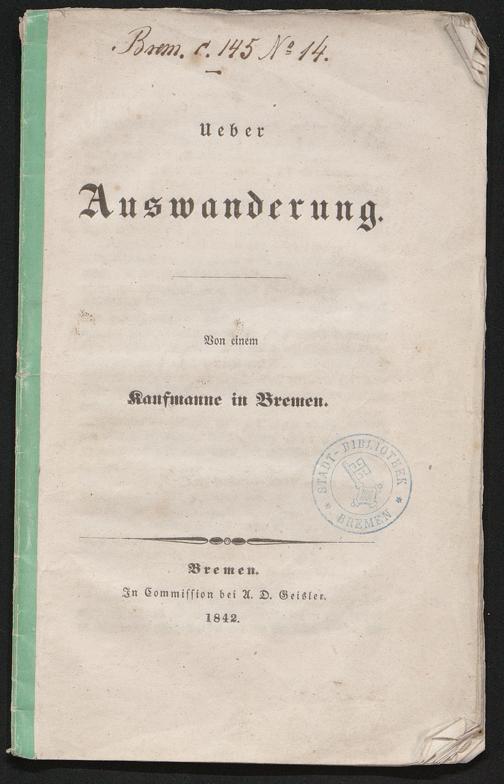 Brem. c. 145 No 14.
Ueber
Auswanderung.
Von einem
Kaufmanne in Bremen.
STADT-BIBLIOTHEK
* BREMEN *
Bremen.
In Commission bei A. D. Geisler.
1842.